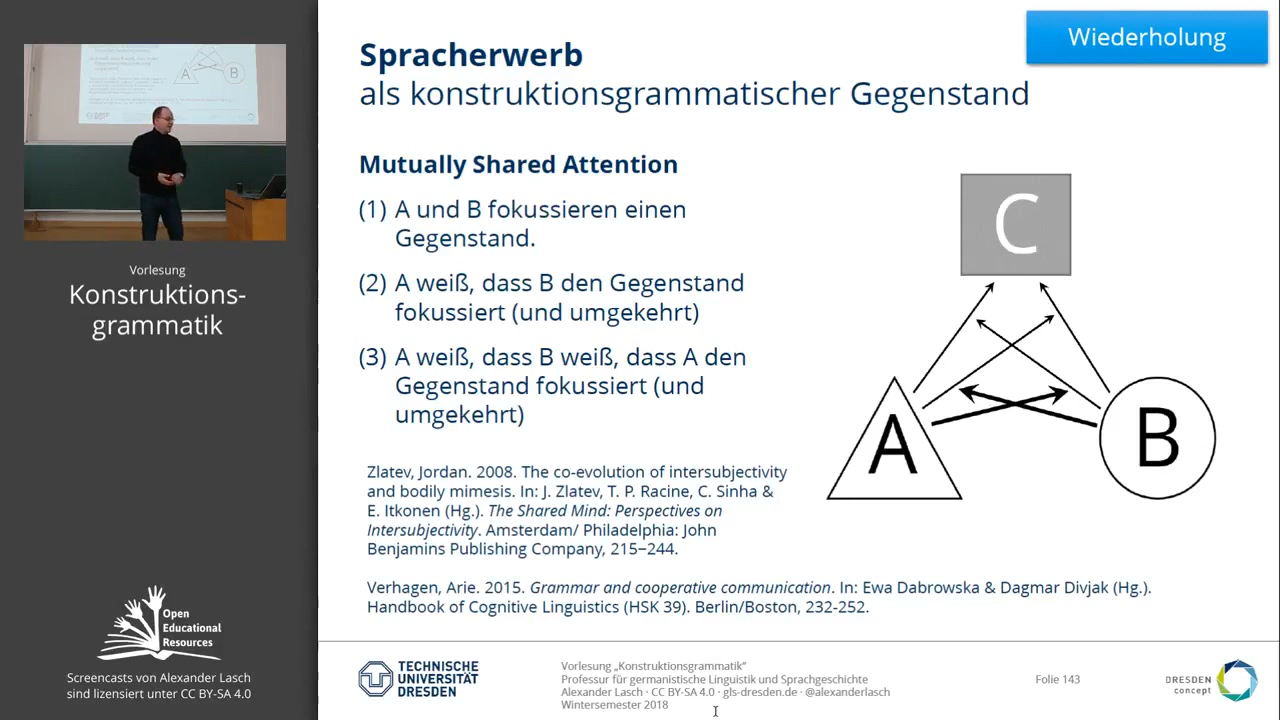 Wiederholung
Spracherwerb
als konstruktionsgrammatischer Gegenstand
Mutually Shared Attention
(1) A und B fokussieren einen
Gegenstand.
(2) A weiß, dass B den Gegenstand
fokussiert (und umgekehrt)
(3) A weiß, dass B weiß, dass A den
Gegenstand fokussiert (und
umgekehrt)
C
A
B
Zlatev, Jordan. 2008. The co-evolution of intersubjectivity
and bodily mimesis. In: J. Zlatev, T. P. Racine, C. Sinha &
E. Itkonen (Hg.). The Shared Mind: Perspectives on
Intersubjectivity. Amsterdam/ Philadelphia: John
Benjamins Publishing Company, 215–244.
Verhagen, Arie. 2015. Grammar and cooperative communication. In: Ewa Dabrowska & Dagmar Divjak (Hg.).
Handbook of Cognitive Linguistics (HSK 39). Berlin/Boston, 232-252.
A
B
Vorlesung
Konstruktions-
grammatik
Open
Educational
Resources
Screencasts von Alexander Lasch
sind lizensiert unter CC BY-SA 4.0
TECHNISCHE
UNIVERSITÄT
DRESDEN
Vorlesung „Konstruktionsgrammatik“
Professur für germanistische Linguistik und Sprachgeschichte
Alexander Lasch · CC BY-SA 4.0 · gls-dresden.de · @alexanderlasch
Wintersemester 2018
Folie 143
DRESDEN
concept